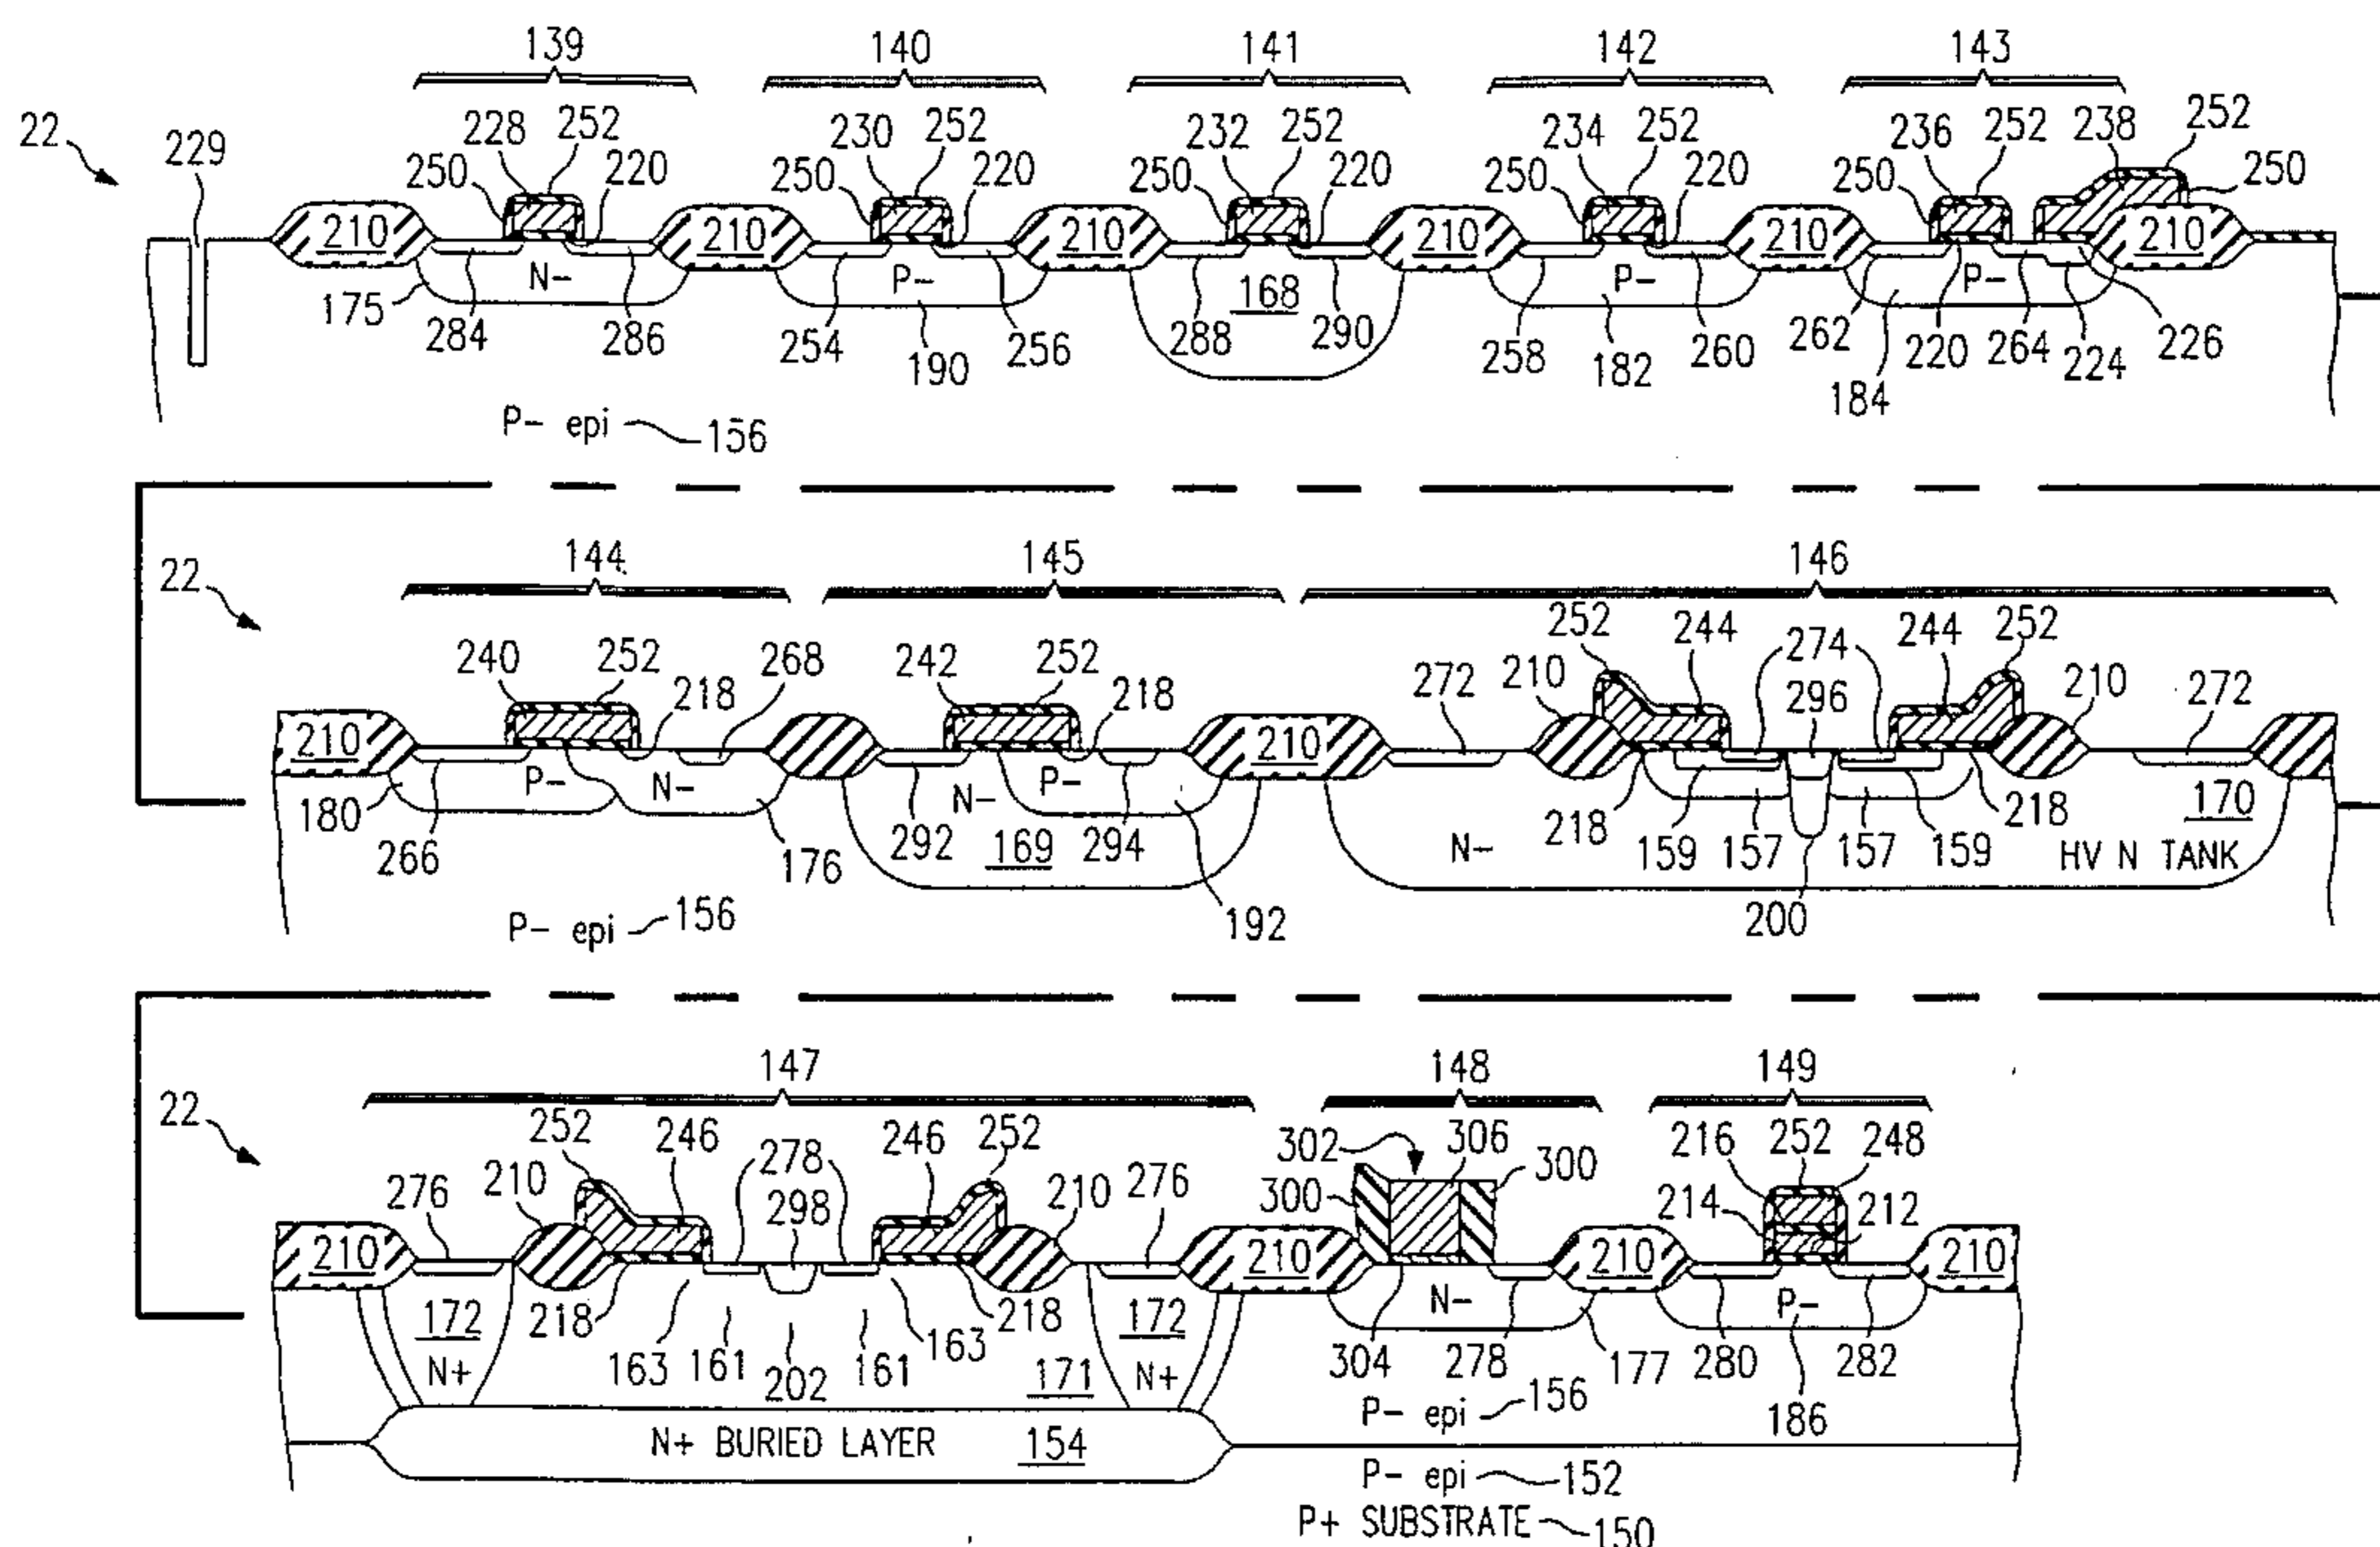 139 140 141 142 143
22 229 228 252 230 252 232 252 234 252 236 252 238 252
250 220 250 220 250 220 250 220 250 250
210 210 210 210 210 210
N- P- 168 P- P-
175 284 286 254 190 256 288 290 258 182 260 262 184 220 264 224 226
P- epi 156
144 145 146
22 240 252 218 268 242 252 218 272 210 252 244 274 296 244 252 210 272
210 210
180 P- N- N- P- N- 170
266 176 292 169 294 192 218 159 157 157 159 218 HV N TANK
200
P- epi 156
147 148 149
22 276 210 252 246 278 298 246 252 210 276 302 306 300 300 216 252 248
214 212
210 210 210 210
172 218 218 172 N- P-
N+ 163 161 202 161 163 171 N+ 304 278 177 280 186 282
P- epi 156
N+ BURIED LAYER 154
P- epi 152
P+ SUBSTRATE 150